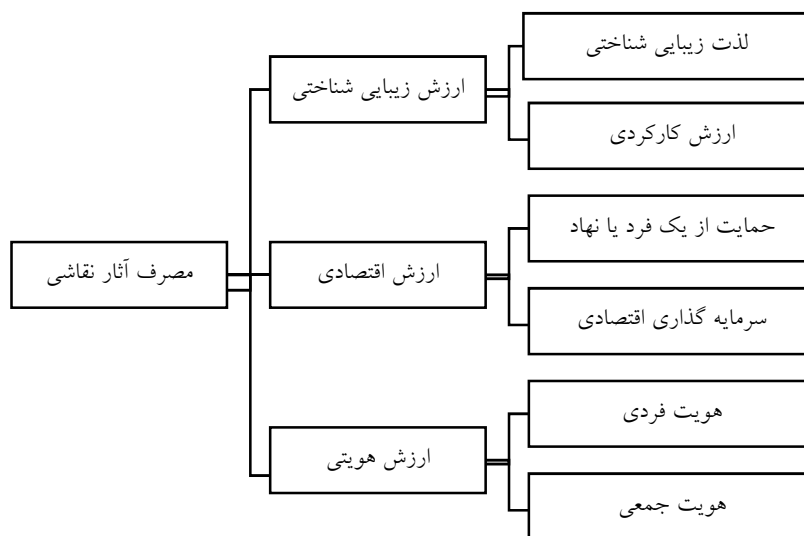 لذت زیبایی شناختی
ارزش زیبایی شناختی
ارزش کارکردی
حمایت از یک فرد یا نهاد
مصرف آثار نقاشی
ارزش اقتصادی
سرمایه گذاری اقتصادی
هویت فردی
ارزش هویتی
هویت جمعی